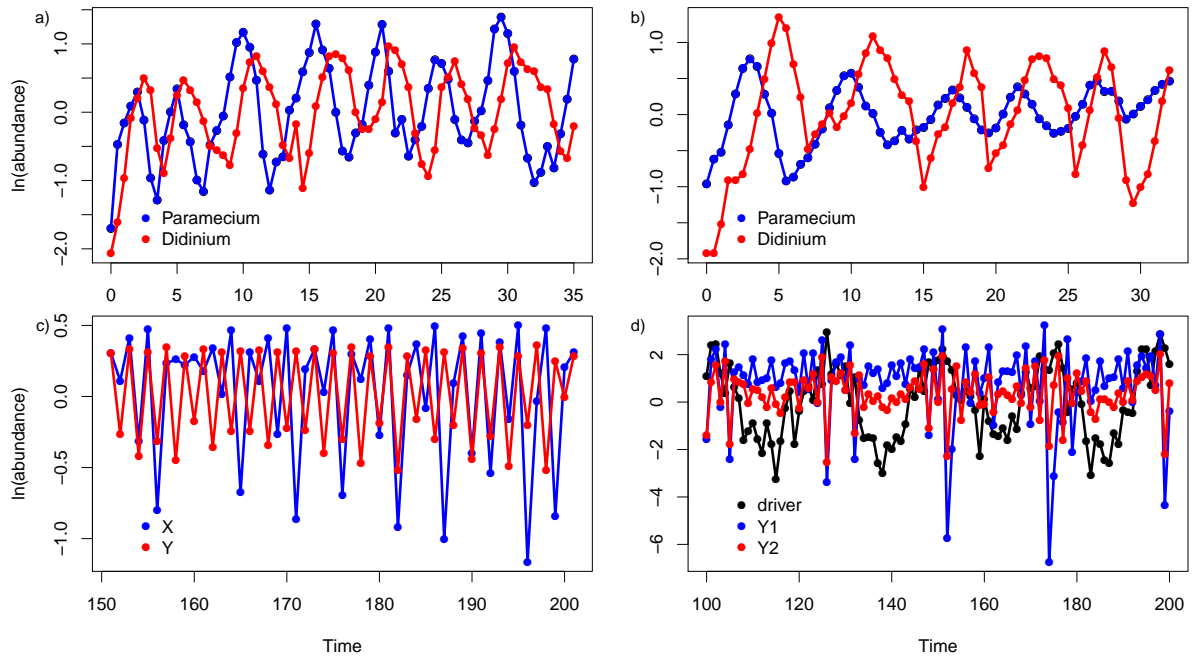 a)
ln(abundance)
1.0
0.0
−1.0
−2.0
Paramecium
Didinium
0 5 10 15 20 25 30 35
b)
1.0
0.0
−1.0
−2.0
Paramecium
Didinium
0 5 10 15 20 25 30
c)
ln(abundance)
0.5
0.0
−0.5
−1.0
X
Y
150 160 170 180 190 200
Time
d)
2
0
−2
−4
−6
driver
Y1
Y2
100 120 140 160 180 200
Time